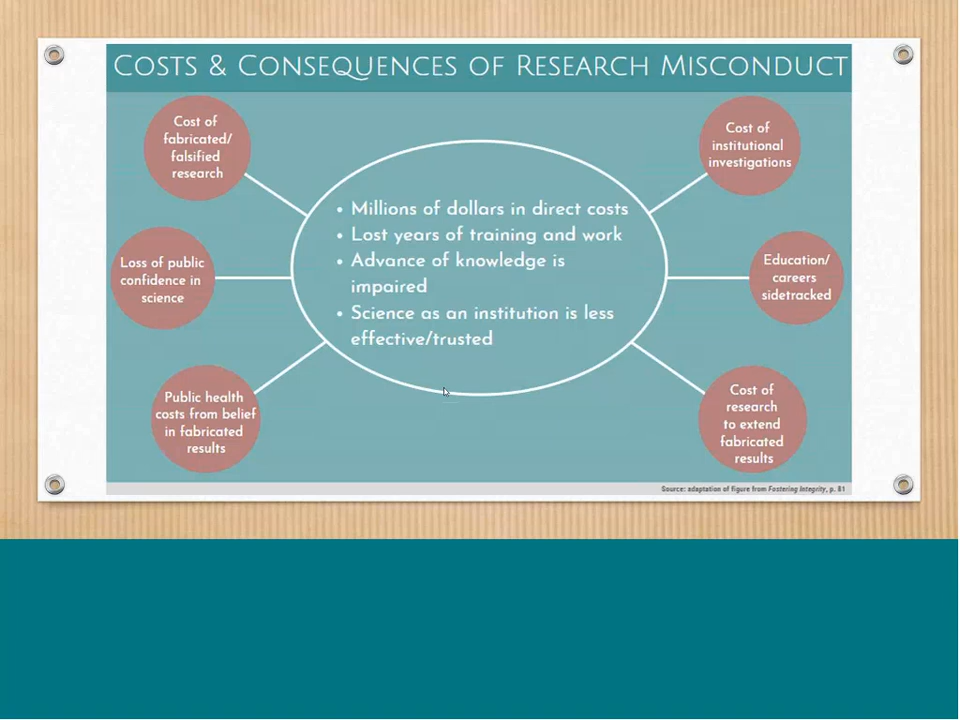 COSTS & CONSEQUENCES OF RESEARCH MISCONDUCT
Cost of
fabricated/
falsified
research
Loss of public
confidence in
science
Public health
costs from belief
in fabricated
results
• Millions of dollars in direct costs
• Lost years of training and work
• Advance of knowledge is
impaired
• Science as an institution is less
effective/trusted
Cost of
institutional
investigations
Education/
careers
sidetracked
Cost of
research
to extend
fabricated
results
Source: adaptation of figure from Fostering Integrity, p. 81